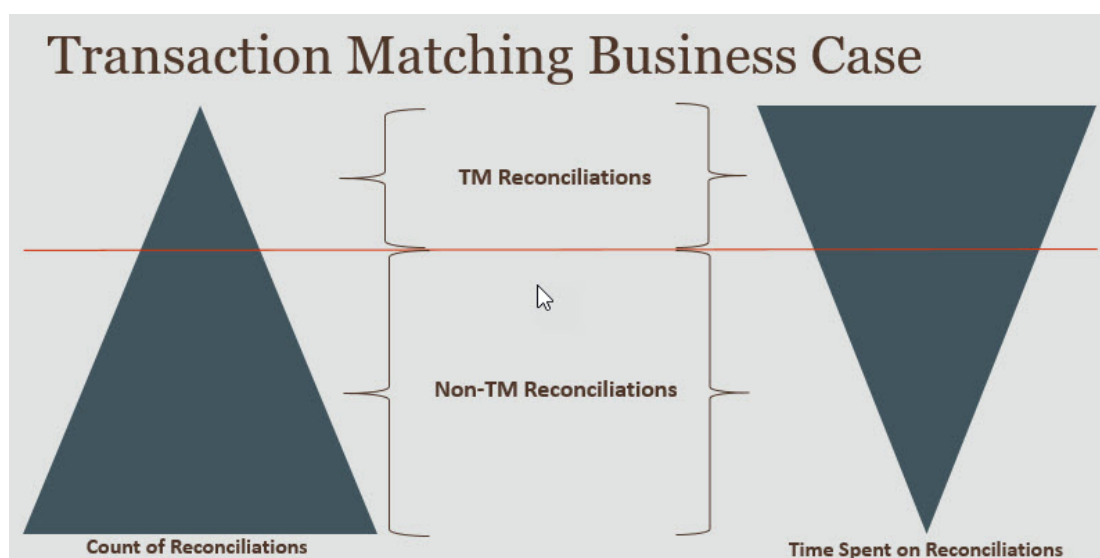 Transaction Matching Business Case
TM Reconciliations
Non-TM Reconciliations
Count of Reconciliations
Time Spent on Reconciliations